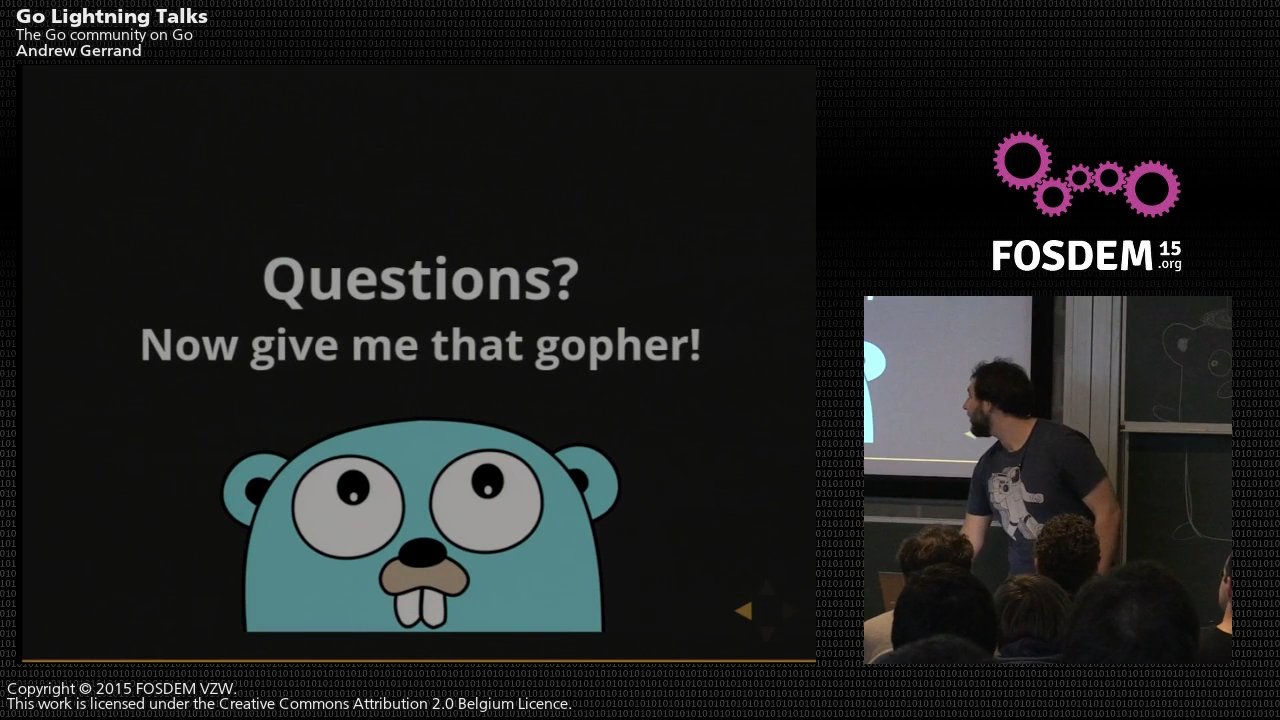 Go Lightning Talks
The Go community on Go
Andrew Gerrand
Questions?
Now give me that gopher!
FOSDEM 15
.org
Copyright © 2015 FOSDEM VZW.
This work is licensed under the Creative Commons Attribution 2.0 Belgium Licence.